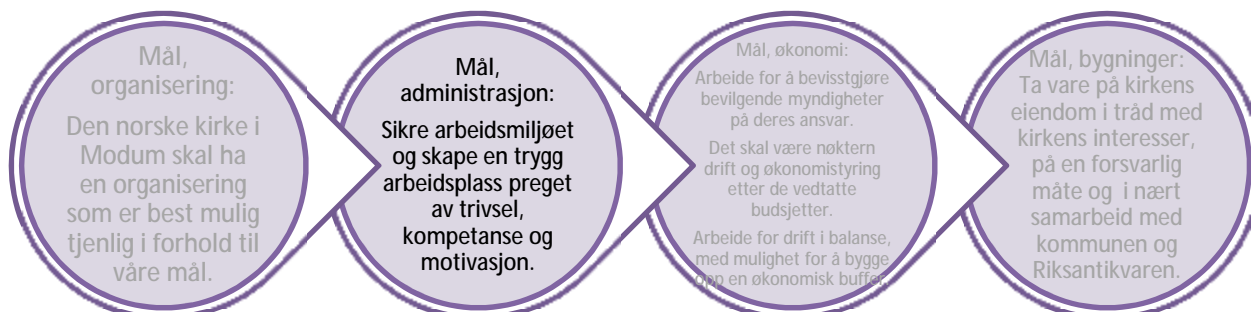 Mål,
organisering:
Den norske kirke i
Modum skal ha
en organisering
som er best mulig
tjenlig i forhold til
våre mål.
Mål,
administrasjon:
Sikre arbeidsmiljøet
og skape en trygg
arbeidsplass preget
av trivsel,
kompetanse og
motivasjon.
Mål, økonomi:
Arbeide for å bevisstgjøre
bevilgende myndigheter
på deres ansvar.
Det skal være nøktern
drift og økonomistyring
etter de vedtatte
budsjetter.
Arbeide for drift i balanse,
med mulighet for å bygge
opp en økonomisk buffer.
Mål, bygninger:
Ta vare på kirkens
eiendom i tråd med
kirkens interesser,
på en forsvarlig
måte og i nært
samarbeid med
kommunen og
Riksantikvaren.